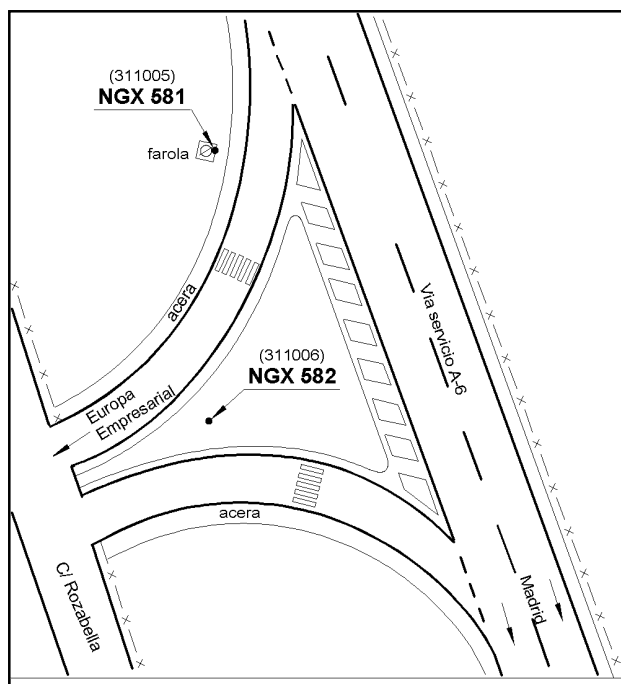 (311005)
NGX 581
farola
acera
Vía servicio A-6
(311006)
NGX 582
Europa
Empresarial
acera
C/ Rozabella
Madrid